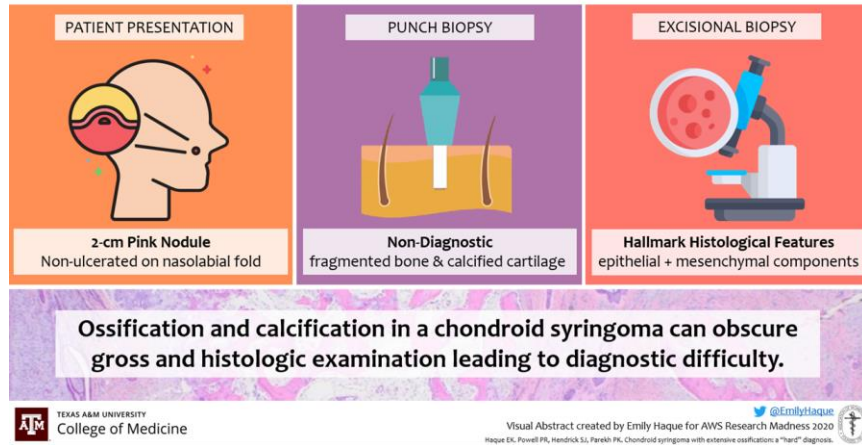 PATIENT PRESENTATION
2-cm Pink Nodule
Non-ulcerated on nasolabial fold
PUNCH BIOPSY
Non-Diagnostic
fragmented bone & calcified cartilage
EXCISIONAL BIOPSY
Hallmark Histological Features
epithelial + mesenchymal components
Ossification and calcification in a chondroid syringoma can obscure
gross and histologic examination leading to diagnostic difficulty.
ATM
TEXAS A&M UNIVERSITY
College of Medicine
@EmilyHaque
Visual Abstract created by Emily Haque for AWS Research Madness 2020
Haque EK, Powell PR, Hendrick SJ, Parekh PK. Chondroid syringoma with extensive ossification: a "hard" diagnosis.